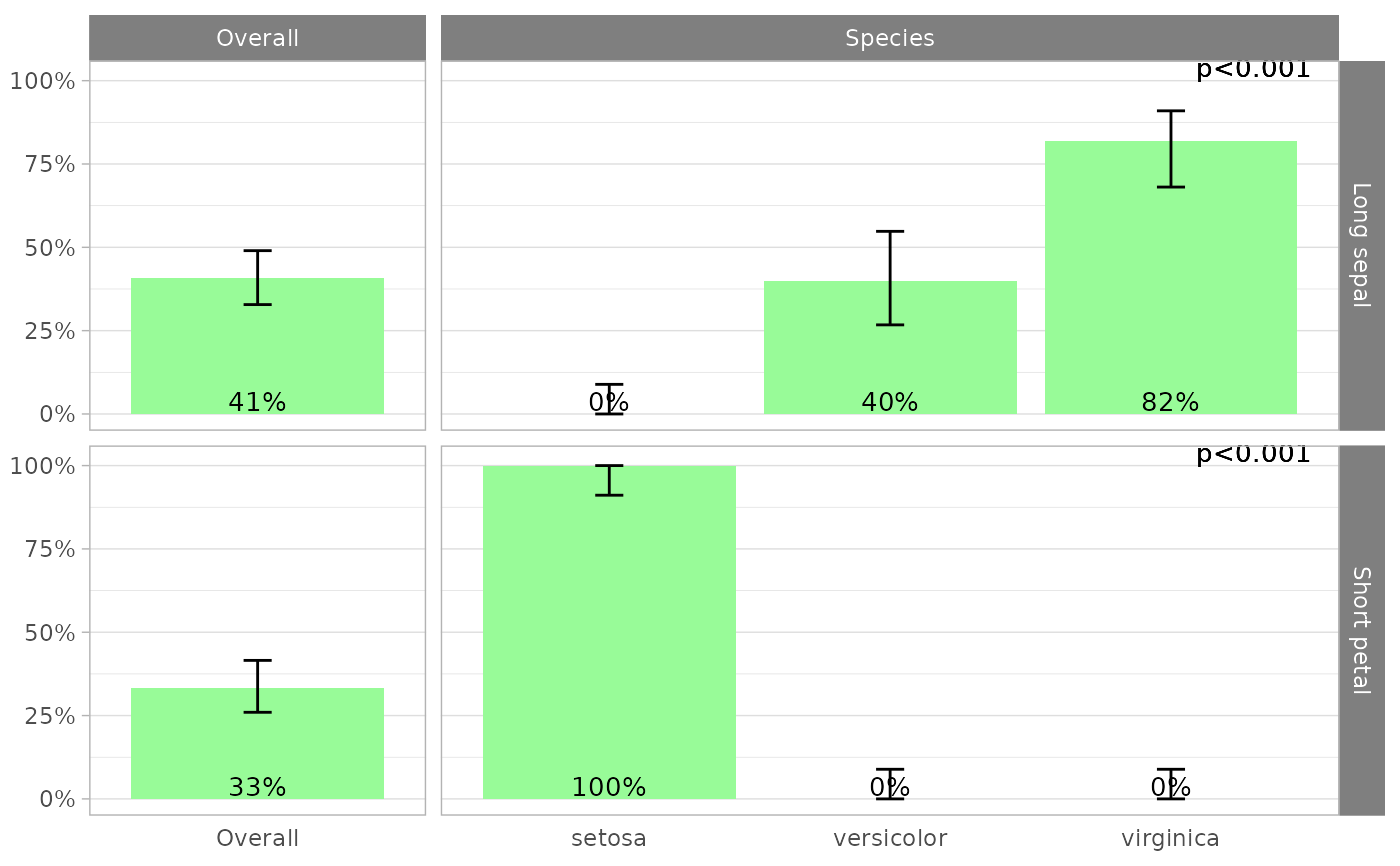 Overall
Species
100%
75%
50%
25%
0%
p<0.001
41%
0%
40%
82%
Long sepal
100%
75%
50%
25%
0%
p<0.001
33%
100%
0%
0%
Short petal
Overall
setosa
versicolor
virginica